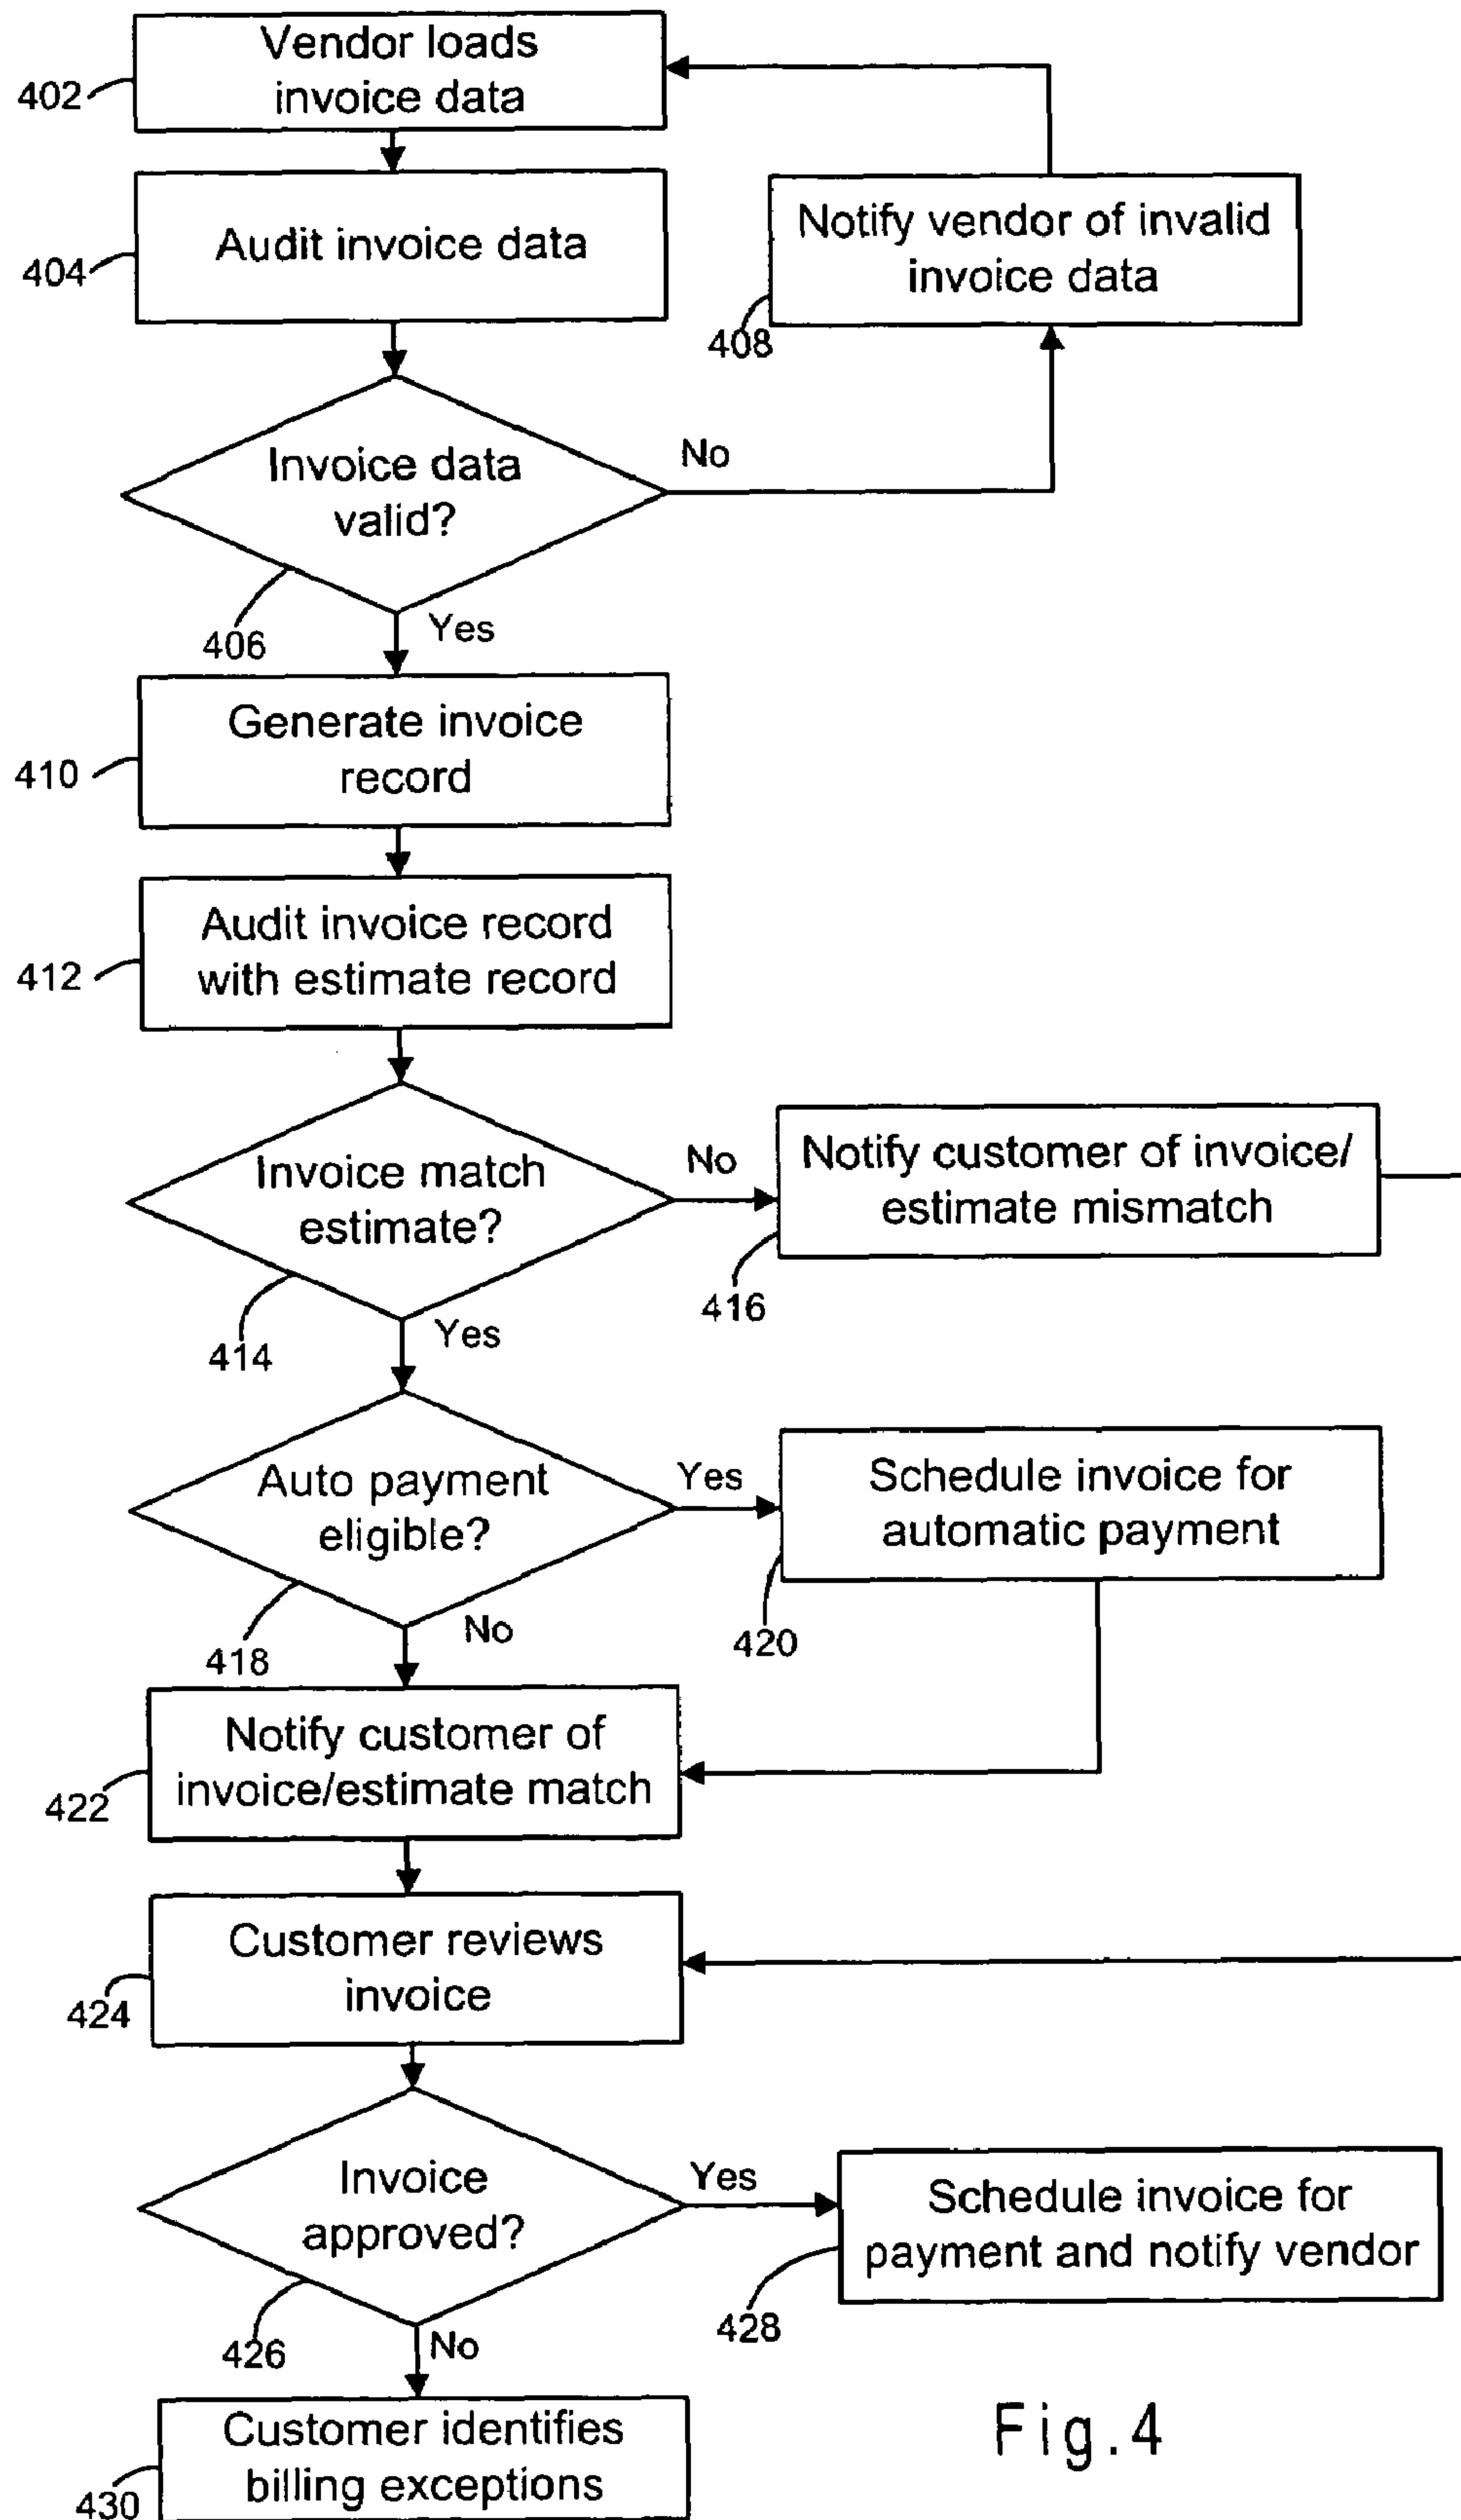 Vendor loads
invoice data
402
Audit invoice data
404
Notify vendor of invalid
invoice data
408
Invoice data
valid?
No
406
Yes
Generate invoice
record
410
Audit invoice record
with estimate record
412
Invoice match
estimate?
No
Notify customer of invoice/
estimate mismatch
416
414
Yes
Auto payment
eligible?
Yes
Schedule invoice for
automatic payment
420
418
No
Notify customer of
invoice/estimate match
422
Customer reviews
invoice
424
Invoice
approved?
Yes
Schedule invoice for
payment and notify vendor
428
426
No
Customer identifies
billing exceptions
430
Fig.4